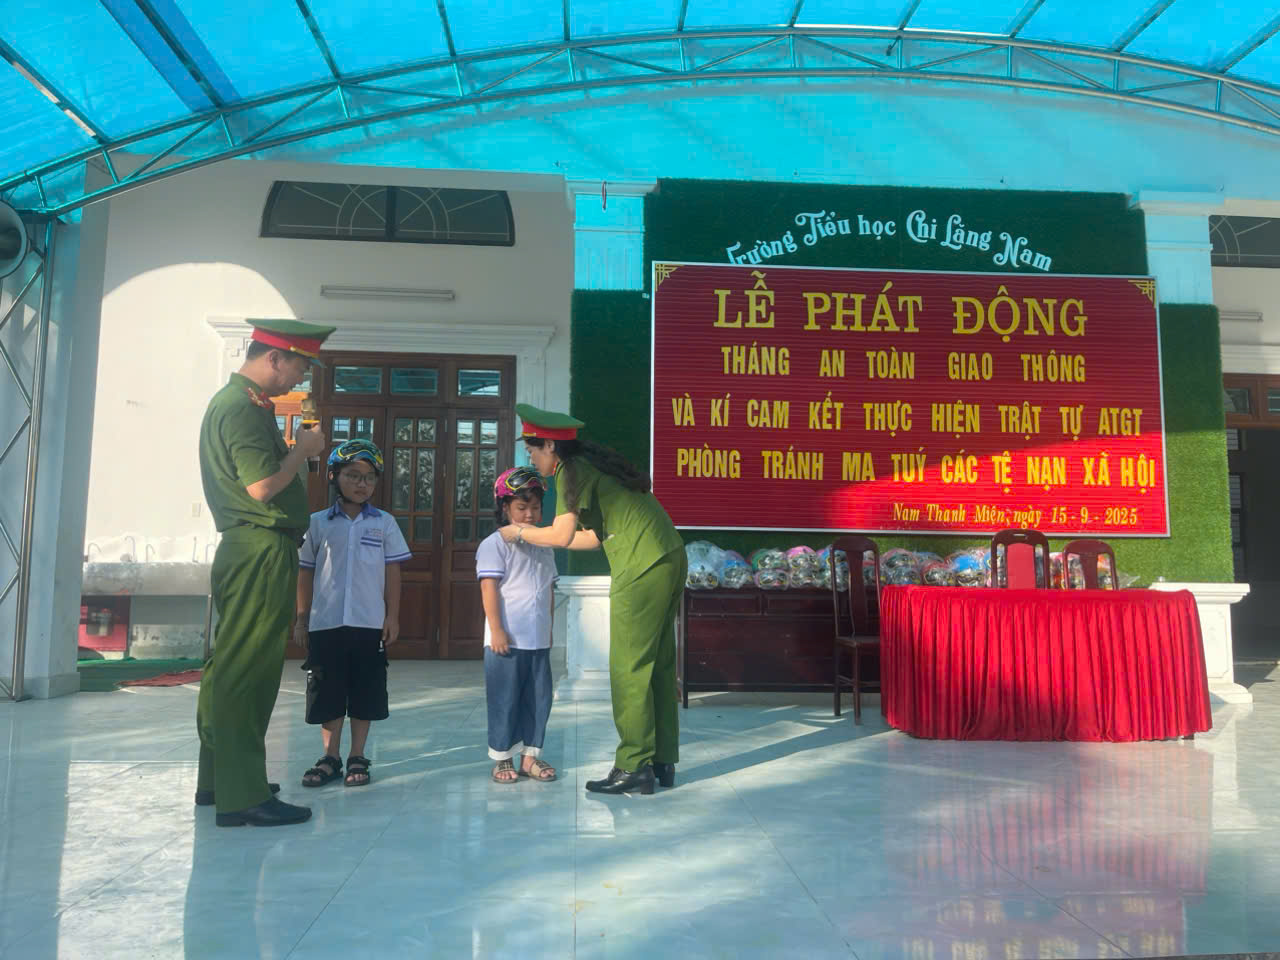 Trường Tiểu học Chi Lăng Nam
LỄ PHÁT ĐỘNG
THÁNG AN TOÀN GIAO THÔNG
VÀ KÍ CAM KẾT THỰC HIỆN TRẬT TỰ ATGT
PHÒNG TRÁNH MA TUÝ CÁC TỆ NẠN XÃ HỘI
Nam Thanh Miện, ngày 15 - 9 - 2025